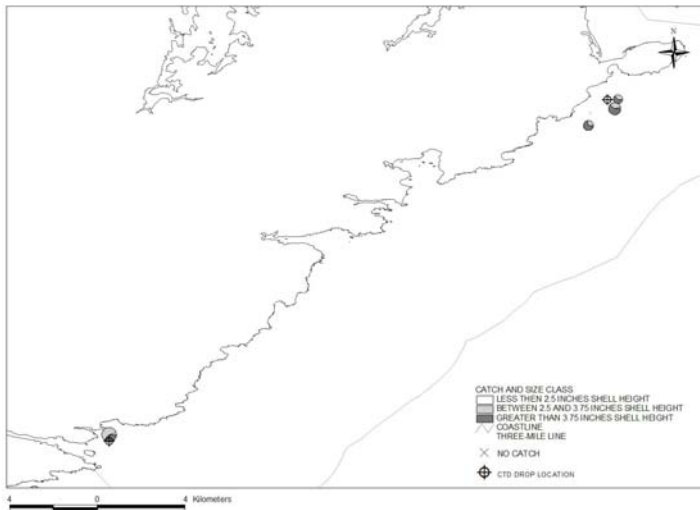 N
CATCH AND SIZE CLASS
LESS THEN 2.5 INCHES SHELL HEIGHT
BETWEEN 2.5 AND 3.75 INCHES SHELL HEIGHT
GREATER THAN 3.75 INCHES SHELL HEIGHT
COASTLINE
THREE-MILE LINE
NO CATCH
CTD DROP LOCATION
4 0 4 Kilometers